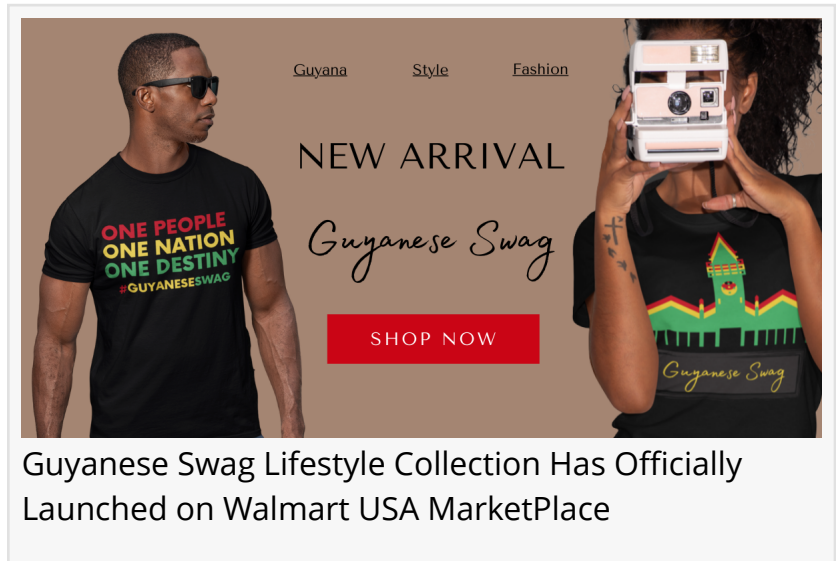 Guyana Style Fashion
NEW ARRIVAL
Guyanese Swag
SHOP NOW
ONE PEOPLE
ONE NATION
ONE DESTINY
#GUYANESESWAG
Guyanese Swag
Guyanese Swag Lifestyle Collection Has Officially
Launched on Walmart USA MarketPlace